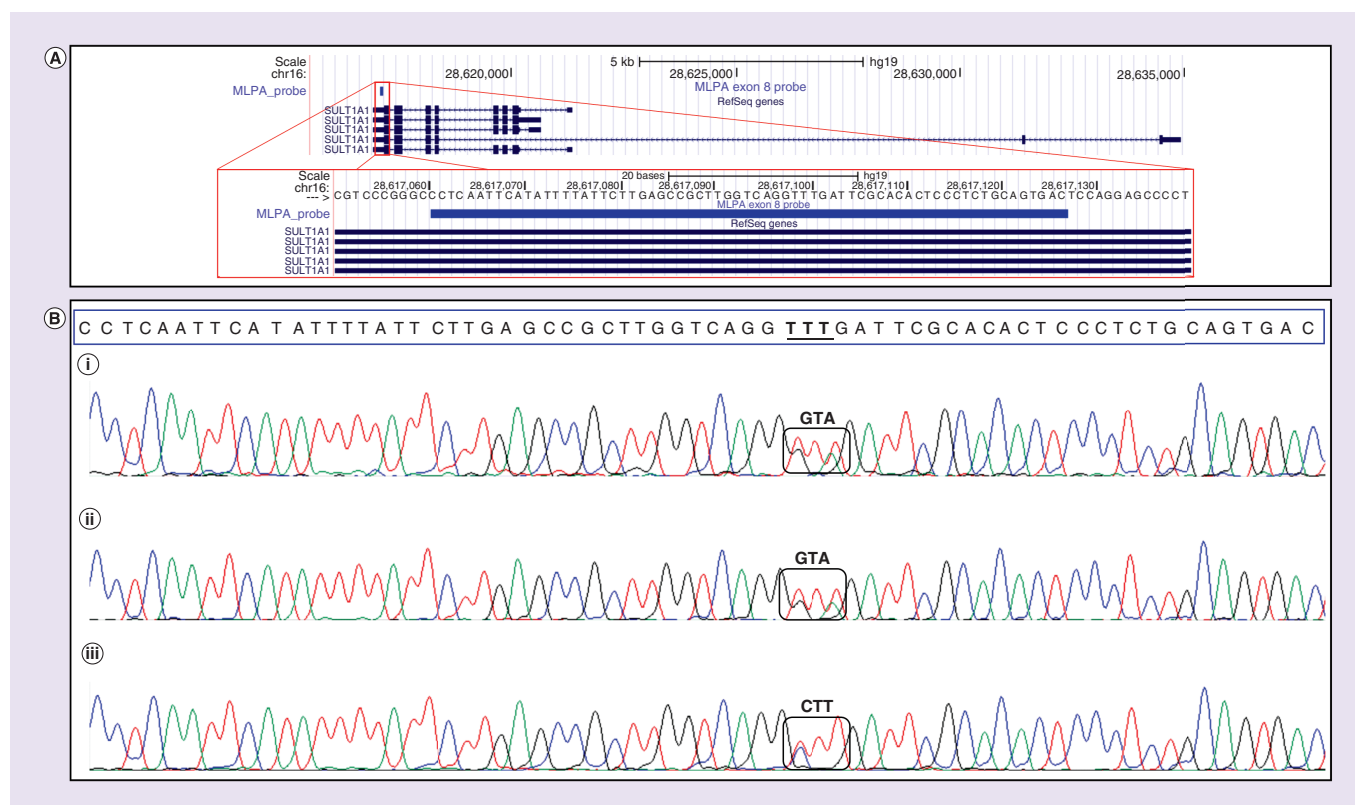 A
Scale 5 kb hg19
chr16: 28,620,000 28,625,000 28,630,000 28,635,000
MLPA_probe MLPA exon 8 probe
RefSeq genes
SULT1A1
SULT1A1
SULT1A1
SULT1A1
SULT1A1
Scale 20 bases hg19
chr16: 28,617,060 28,617,070 28,617,080 28,617,090 28,617,100 28,617,110 28,617,120 28,617,130
---> CGTCCCGGGCCCTCAATTCATATTTTATTCTTGAGCCGCTTGGTCAGGTTTGATTCGCACACTCCCTCTGCAGTGACTCCAGGAGCCCCT
MLPA exon 8 probe
MLPA_probe
RefSeq genes
SULT1A1
SULT1A1
SULT1A1
SULT1A1
SULT1A1
B
C C T C A A T T C A T A T T T T A T T C T T G A G C C G C T T G G T C A G G T T T G A T T C G C A C A C T C C C T C T G C A G T G A C
i
GTA
ii
GTA
iii
CTT